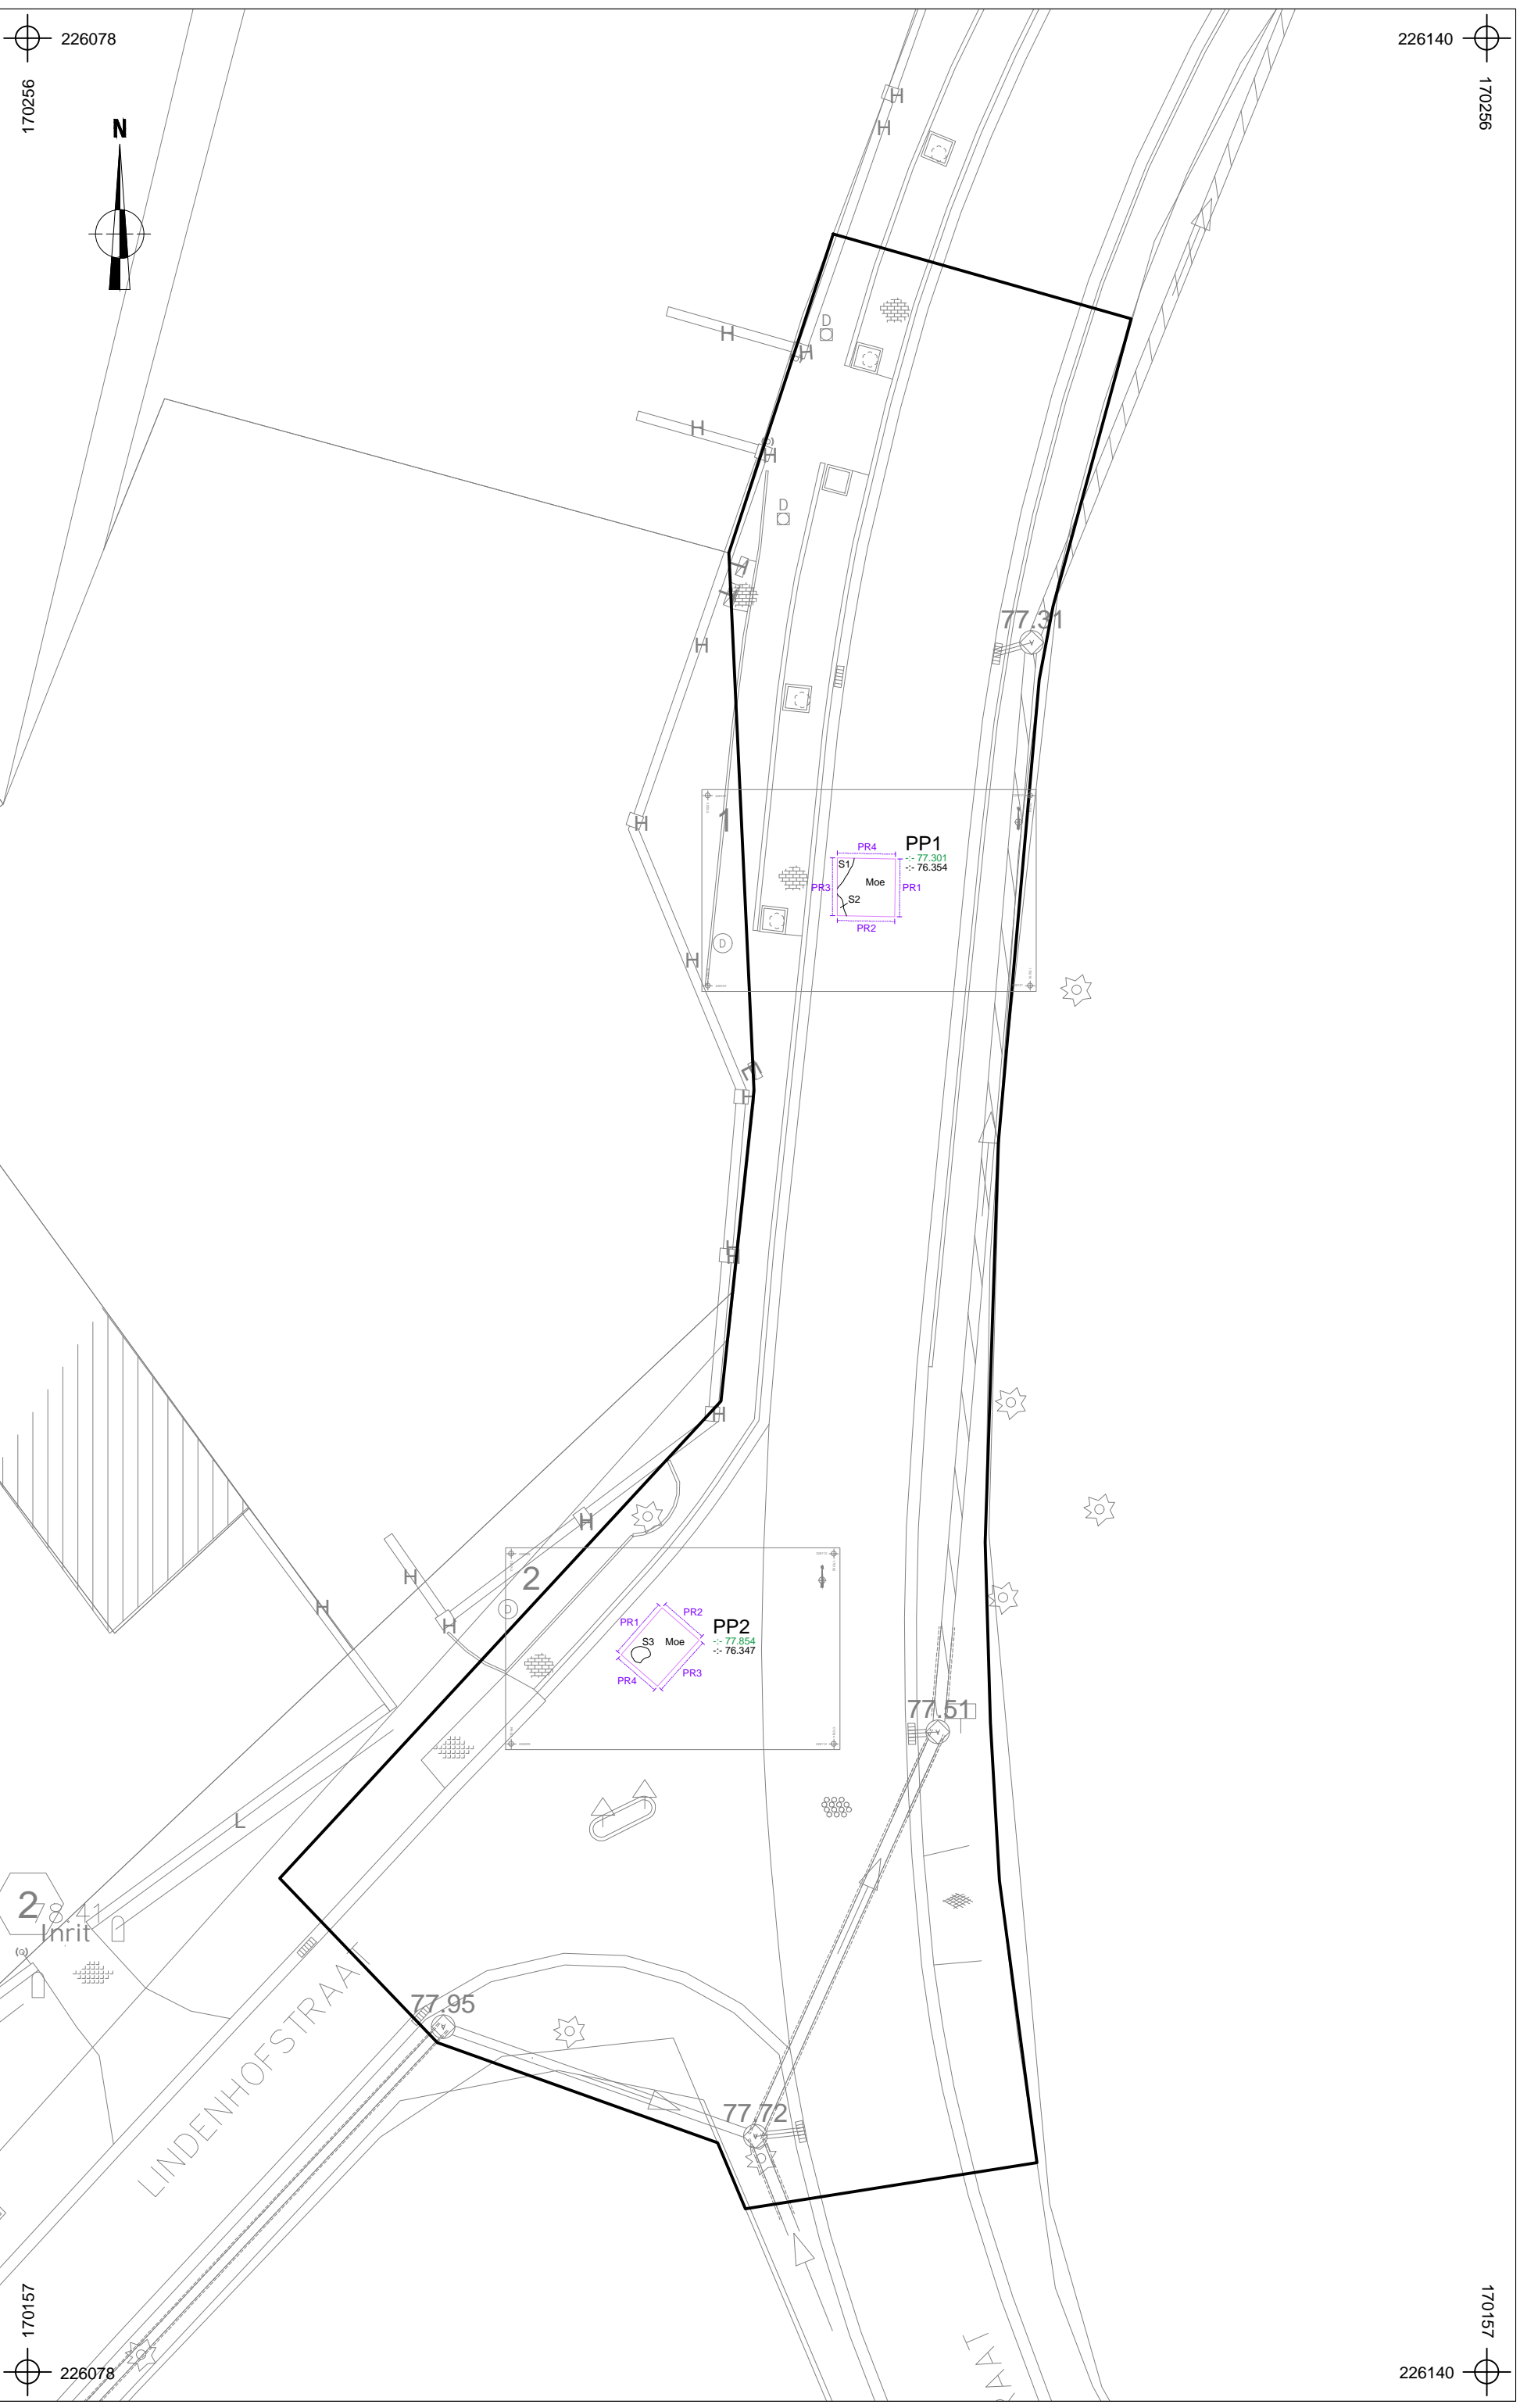 226078
226140
170256
170256
N
H
H
D
H
H
H
H
D
H
H
H
H
77.31
1
PP1
-:- 77.301
-:- 76.354
PR4
S1
Moe
PR3
PR1
S2
PR2
H
D
H
H
H
H
H
H
2
H
D
H
H
PP2
-:- 77.854
-:- 76.347
PR1
PR2
S3
Moe
PR3
PR4
77.51
L
2
78.41
Inrit
77.95
LINDENHOFSTRAAT
77.72
170157
170157
226078
226140